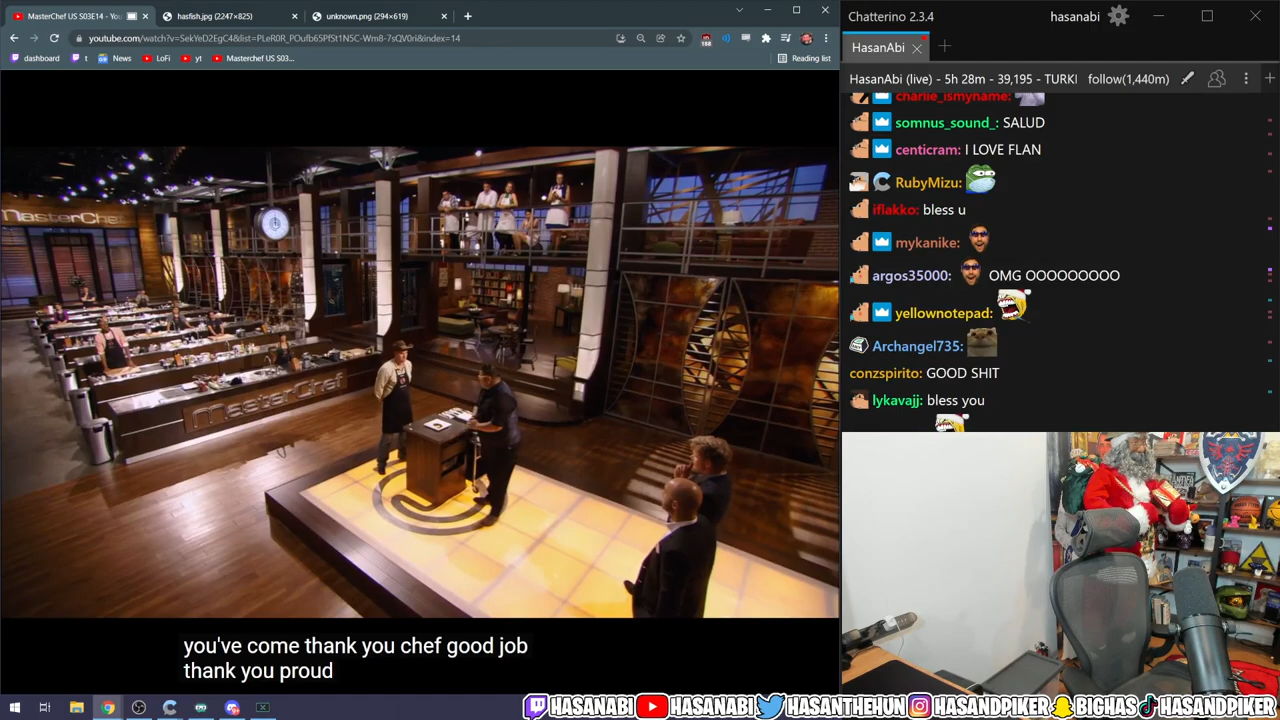 MasterChef US S03E14 - You
hasfish.jpg (2247×825)
unknown.png (294×619)
youtube.com/watch?v=SekYeD2EgC4&list=PLeR0R_POufb65PfSt1N5C-Wm8-7sQV0ri&index=14
188
dashboard
t
News
LoFi
yt
Masterchef US S03...
Reading list
MasterChef
MasterChef
you've come thank you chef good job
thank you proud
Chatterino 2.3.4
hasanabi
HasanAbi
HasanAbi (live) - 5h 28m - 39,195 - TURKI
follow(1,440m)
charlie_ismyname:
somnus_sound_: SALUD
centicram: I LOVE FLAN
RubyMizu:
iflakko: bless u
mykanike:
argos35000: OMG OOOOOOOOO
yellownotepad:
Archangel735:
conzspirito: GOOD SHIT
lykavajj: bless you
HASANABI
HASANABI
HASANTHEHUN
HASANDPIKER
BIGHAS
HASANDPIKER